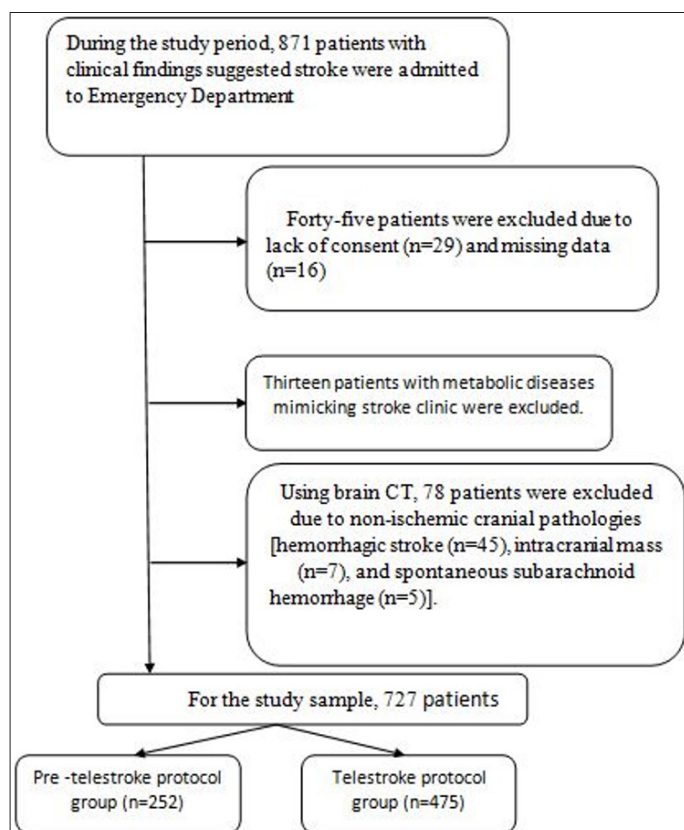 During the study period, 871 patients with
clinical findings suggested stroke were admitted
to Emergency Department
Forty-five patients were excluded due to
lack of consent (n=29) and missing data
(n=16)
Thirteen patients with metabolic diseases
mimicking stroke clinic were excluded.
Using brain CT, 78 patients were excluded
due to non-ischemic cranial pathologies
[hemorrhagic stroke (n=45), intracranial mass
(n=7), and spontaneous subarachnoid
hemorrhage (n=5)].
For the study sample, 727 patients
Pre -telestroke protocol
group (n=252)
Telestroke protocol
group (n=475)